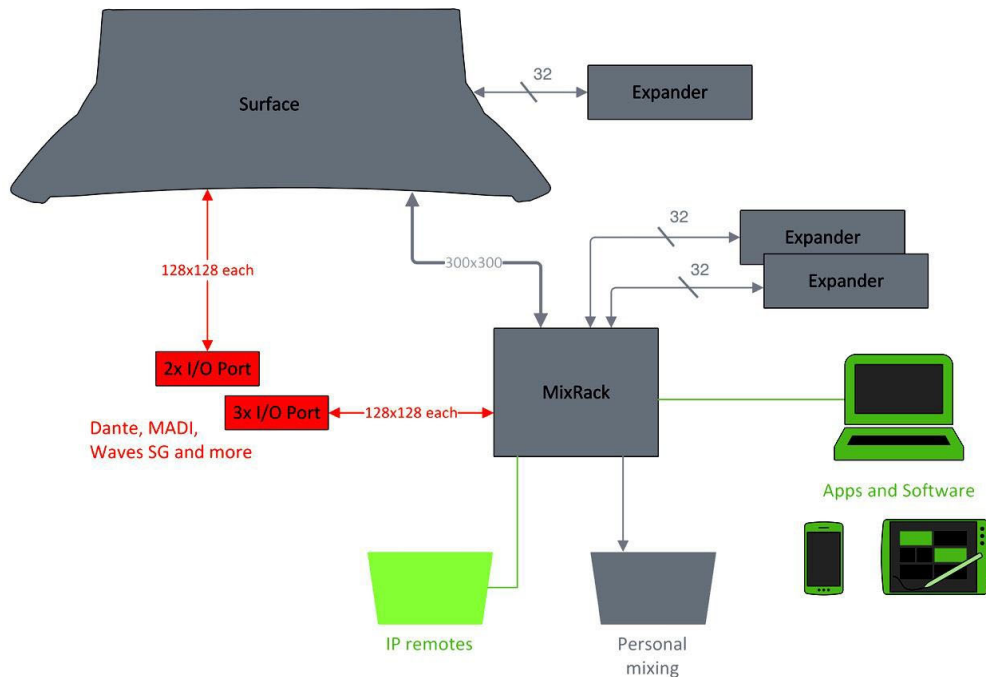 32
Surface
Expander
32
Expander
128x128 each
300x300
32
Expander
2x I/O Port
MixRack
3x I/O Port
128x128 each
Dante, MADI,
Waves SG and more
Apps and Software
IP remotes
Personal
mixing